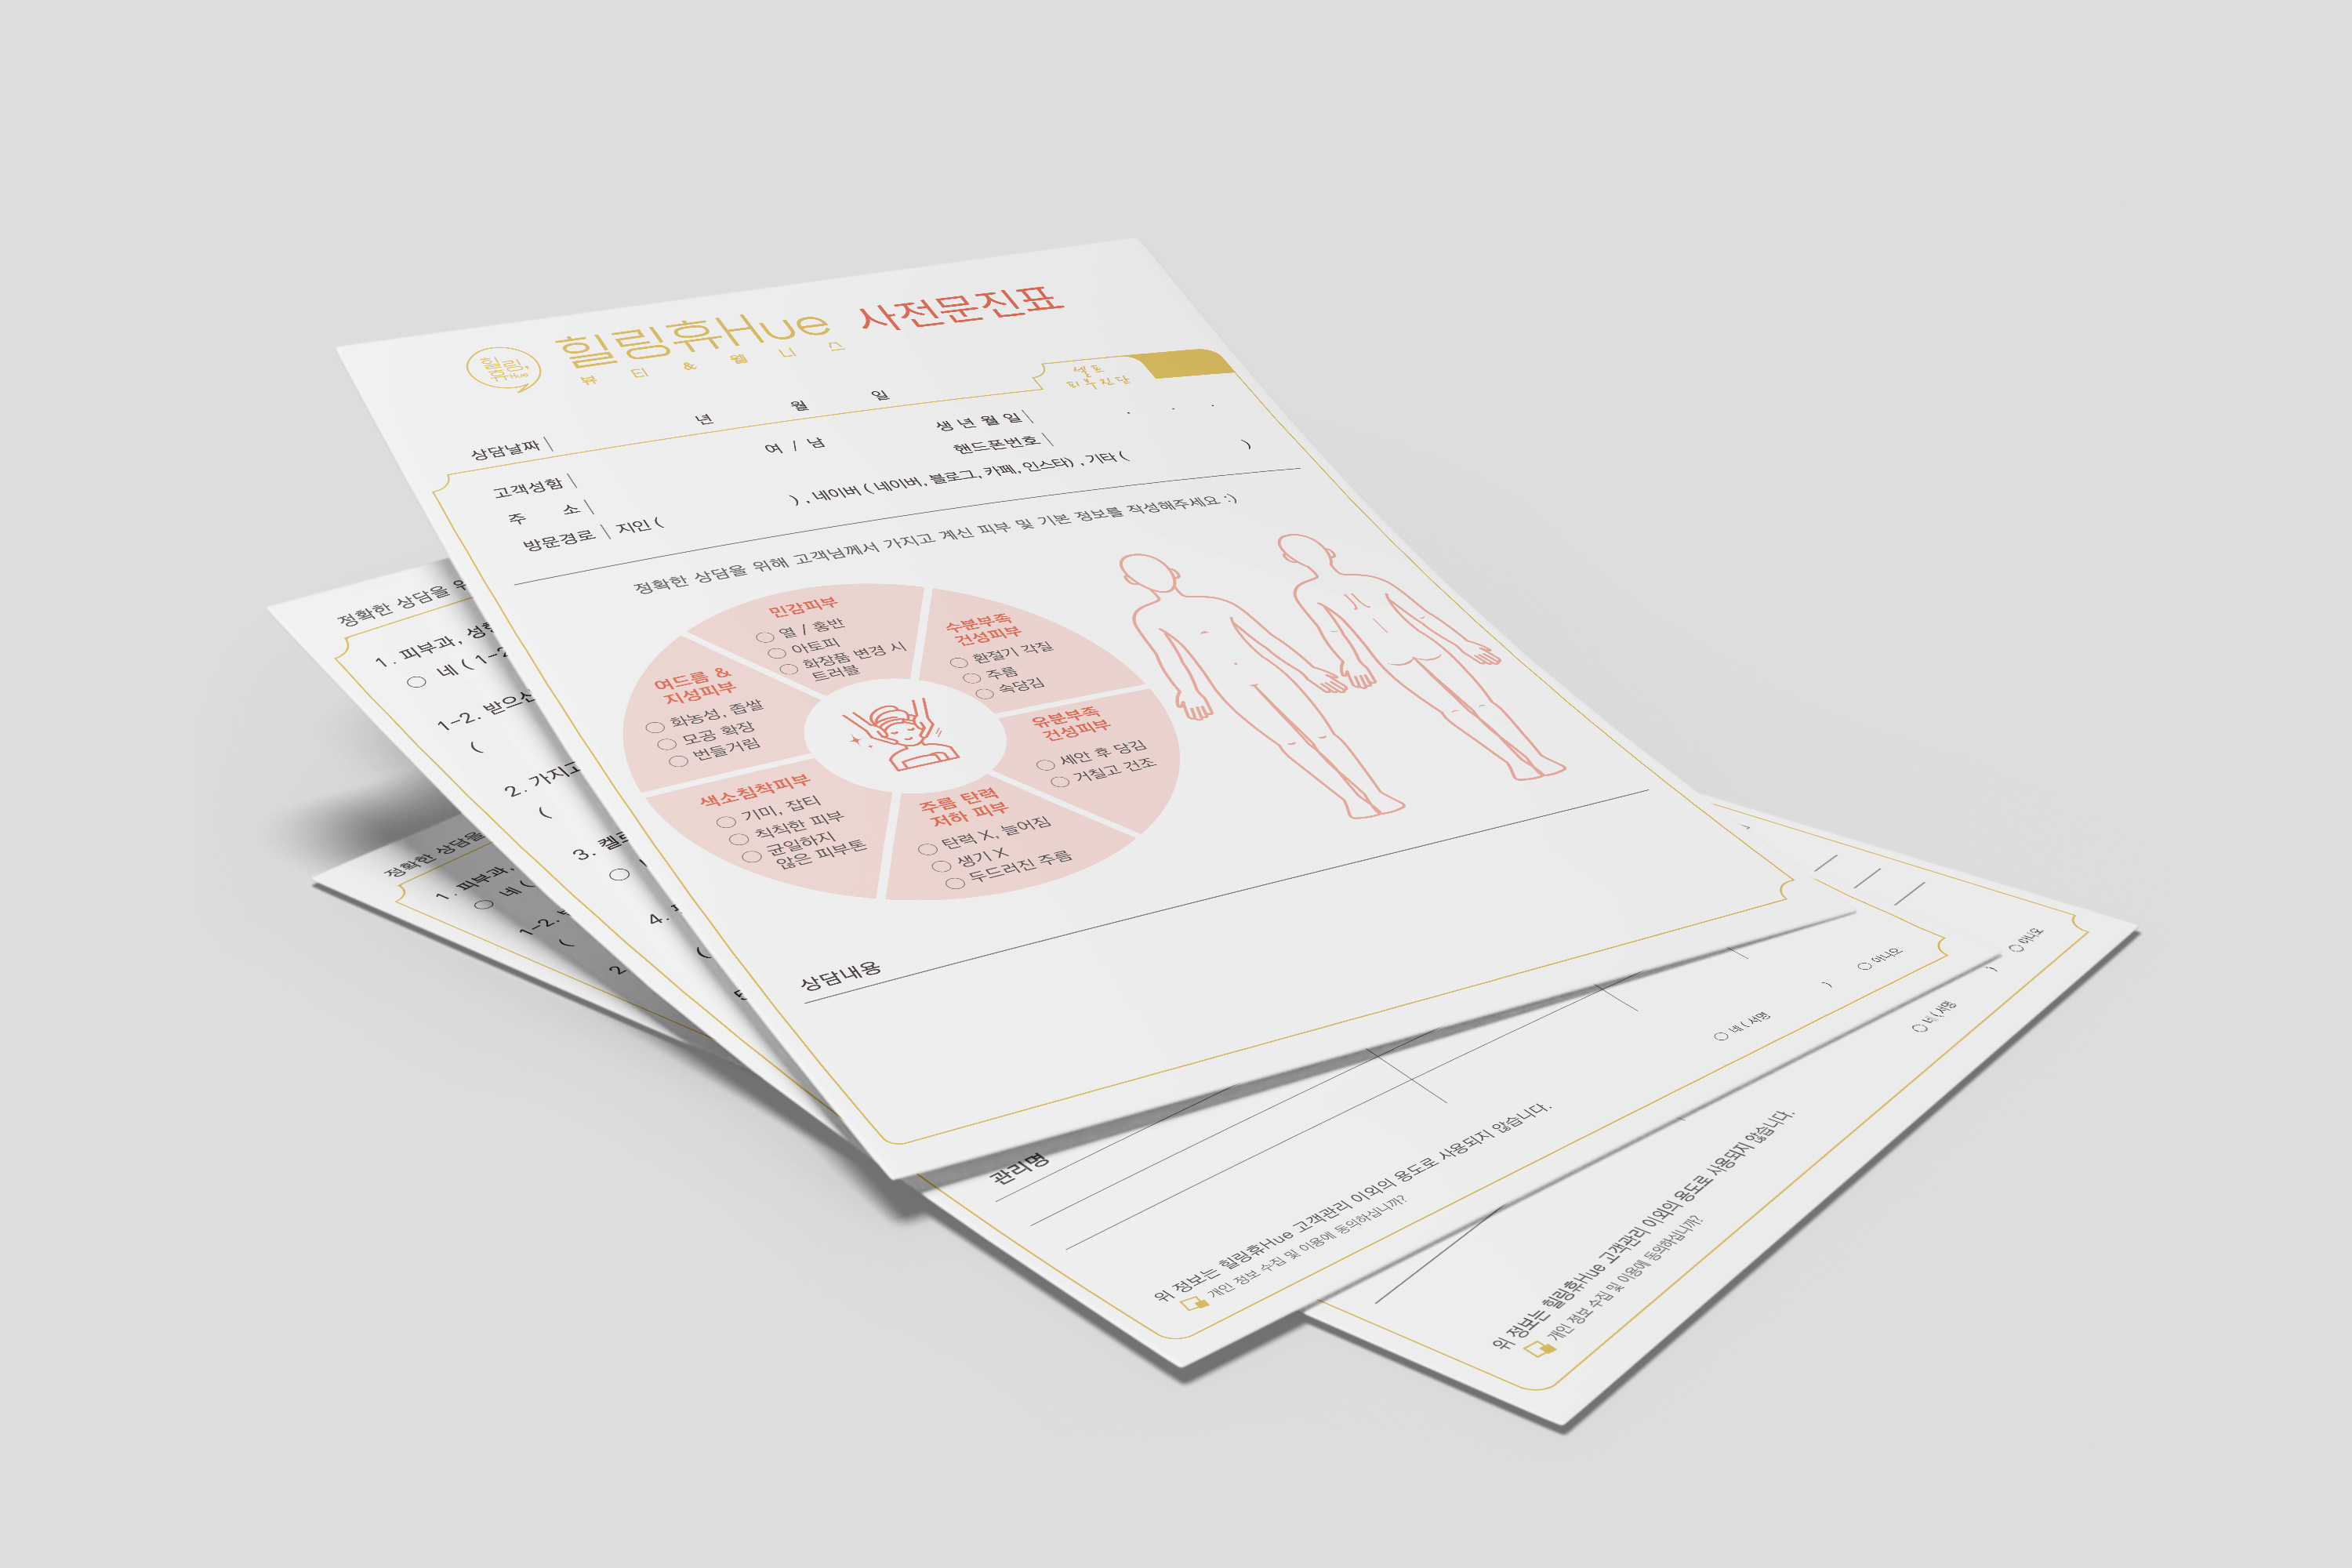 힐링,
휴Hue
힐링휴Hue 사전문진표
뷰 티 & 웰 니 스
셀프
피부진단
상담날짜 | 년 월 일
고객성함 | 여 / 남 생년월일 | . . .
주 소 | 핸드폰번호 |
방문경로 | 지인 ( ) , 네이버 ( 네이버, 블로그, 카페, 인스타) , 기타 ( )
정확한 상담을 위해 고객님께서 가지고 계신 피부 및 기본 정보를 작성해주세요 :)
민감피부
열 / 홍반
아토피
화장품 변경 시
트러블
수분부족
건성피부
환절기 각질
주름
속당김
유분부족
건성피부
세안 후 당김
거칠고 건조
주름 탄력
저하 피부
탄력 X, 늘어짐
생기 X
두드러진 주름
색소침착피부
기미, 잡티
칙칙한 피부
균일하지
않은 피부톤
여드름 &
지성피부
화농성, 좁쌀
모공 확장
번들거림
상담내용
정확한 상담을
1. 피부과,
네 ( 1-2
1-2. 받으신
(
2. 가지고
(
3.
4.
(
5
관리명
위 정보는 힐링휴Hue 고객관리 이외의 용도로 사용되지 않습니다.
개인 정보 수집 및 이용에 동의하십니까?
네 ( 서명 )
아니오
정확한 상담을
1. 피부과,
네 (
1-2.
(
2
위 정보는 힐링휴Hue 고객관리 이외의 용도로 사용되지 않습니다.
개인 정보 수집 및 이용에 동의하십니까?
네 ( 서명 )
아니오